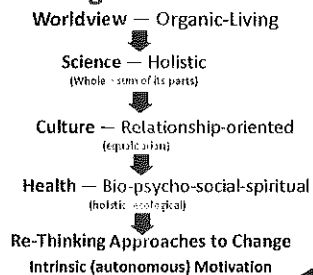 Worldview — Organic-Living
Science — Holistic
(Whole sum of its parts)
Culture — Relationship-oriented
Health — Bio-psycho-social-spiritual
(holistic ecological)
Re-Thinking Approaches to Change
Intrinsic (autonomous) Motivation